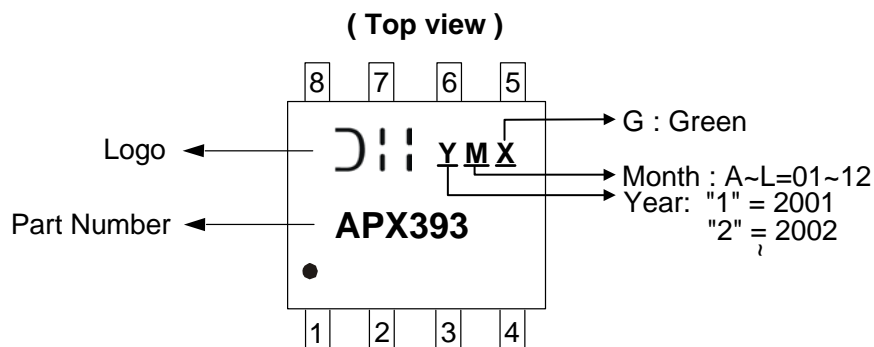 ( Top view )
8 7 6 5
Logo
Y M X
G : Green
Month : A~L=01~12
Part Number
APX393
Year: "1" = 2001
"2" = 2002
~
1 2 3 4